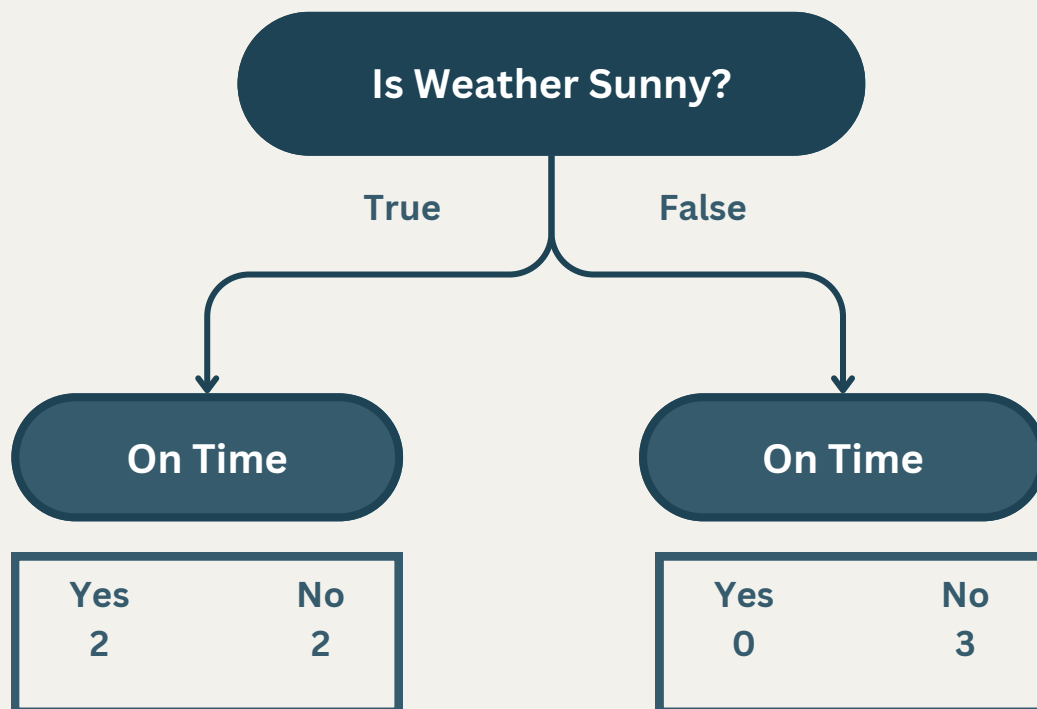 Is Weather Sunny?
True False
On Time On Time
Yes No Yes No
2 2 0 3